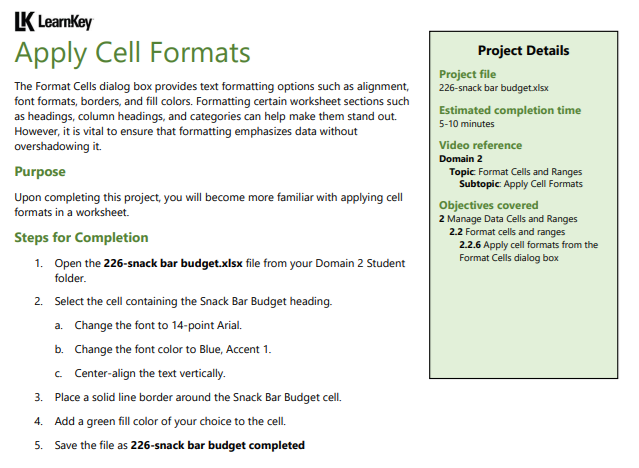 LK LearnKey
Apply Cell Formats
The Format Cells dialog box provides text formatting options such as alignment,
font formats, borders, and fill colors. Formatting certain worksheet sections such
as headings, column headings, and categories can help make them stand out.
However, it is vital to ensure that formatting emphasizes data without
overshadowing it.
Purpose
Upon completing this project, you will become more familiar with applying cell
formats in a worksheet.
Steps for Completion
1. Open the 226-snack bar budget.xlsx file from your Domain 2 Student
folder.
2. Select the cell containing the Snack Bar Budget heading.
a. Change the font to 14-point Arial.
b. Change the font color to Blue, Accent 1.
c. Center-align the text vertically.
3. Place a solid line border around the Snack Bar Budget cell.
4. Add a green fill color of your choice to the cell.
5. Save the file as 226-snack bar budget completed
Project Details
Project file
226-snack bar budget.xlsx
Estimated completion time
5-10 minutes
Video reference
Domain 2
Topic: Format Cells and Ranges
Subtopic: Apply Cell Formats
Objectives covered
2 Manage Data Cells and Ranges
2.2 Format cells and ranges
2.2.6 Apply cell formats from the
Format Cells dialog box